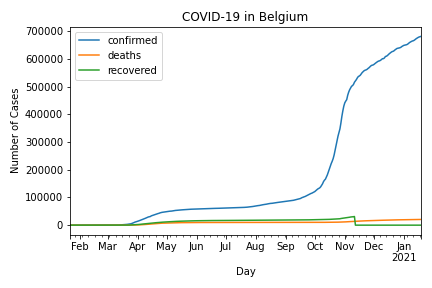 COVID-19 in Belgium
confirmed
deaths
recovered
Number of Cases
700000
600000
500000
400000
300000
200000
100000
0
Feb Mar Apr May Jun Jul Aug Sep Oct Nov Dec Jan
2021
Day